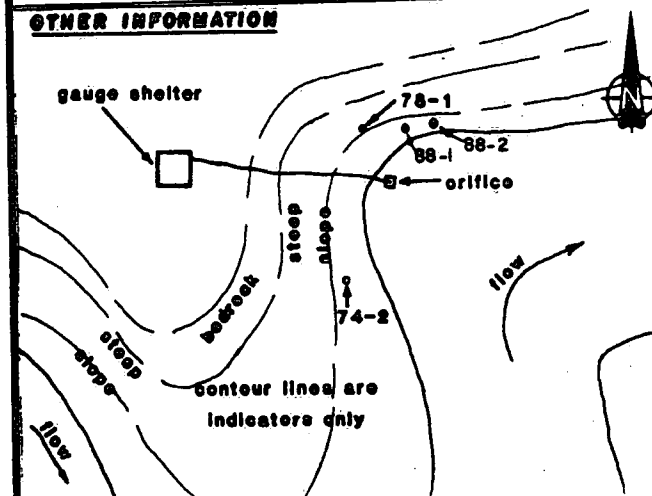 OTHER INFORMATION
gauge shelter
78-1
88-1
88-2
N
orifice
steep
slope
flow
74-2
bedrock
steep
slope
contour lines are
indicators only
flow